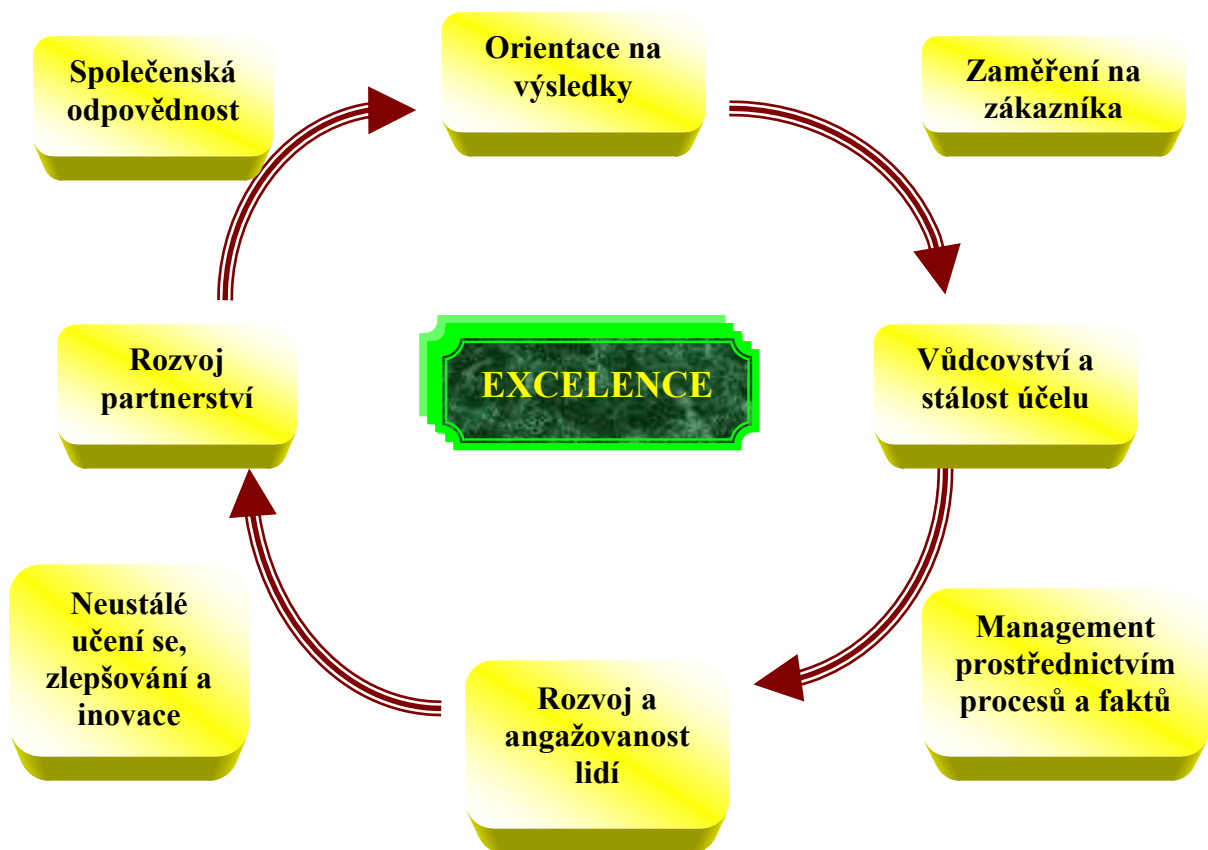 Společenská
odpovědnost
Orientace na
výsledky
Zaměření na
zákazníka
Rozvoj
partnerství
EXCELENCE
Vůdcovství a
stálost účelu
Neustálé
učení se,
zlepšování a
inovace
Rozvoj a
angažovanost
lidí
Management
prostřednictvím
procesů a faktů